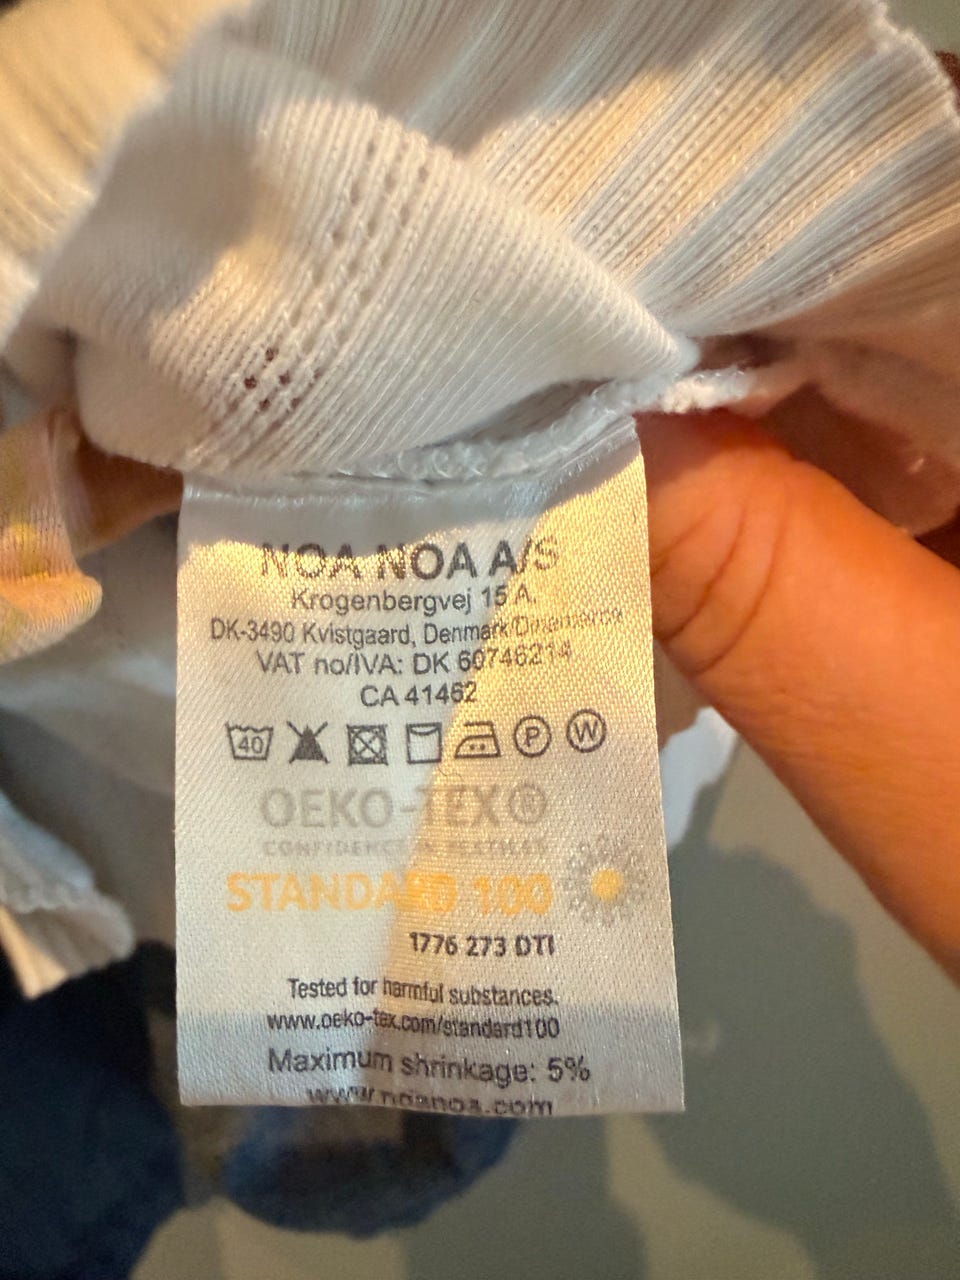 NOA NOA A/S
Krogenbergvej 15 A.
DK-3490 Kvistgaard, Denmark/Dinamarca
VAT no/IVA: DK 60746214
CA 41462
40 P W
OEKO-TEX®
CONFIDENCE IN TEXTILES
STANDARD 100
1776 273 DTI
Tested for harmful substances.
www.oeko-tex.com/standard100
Maximum shrinkage: 5%
www.noanoa.com